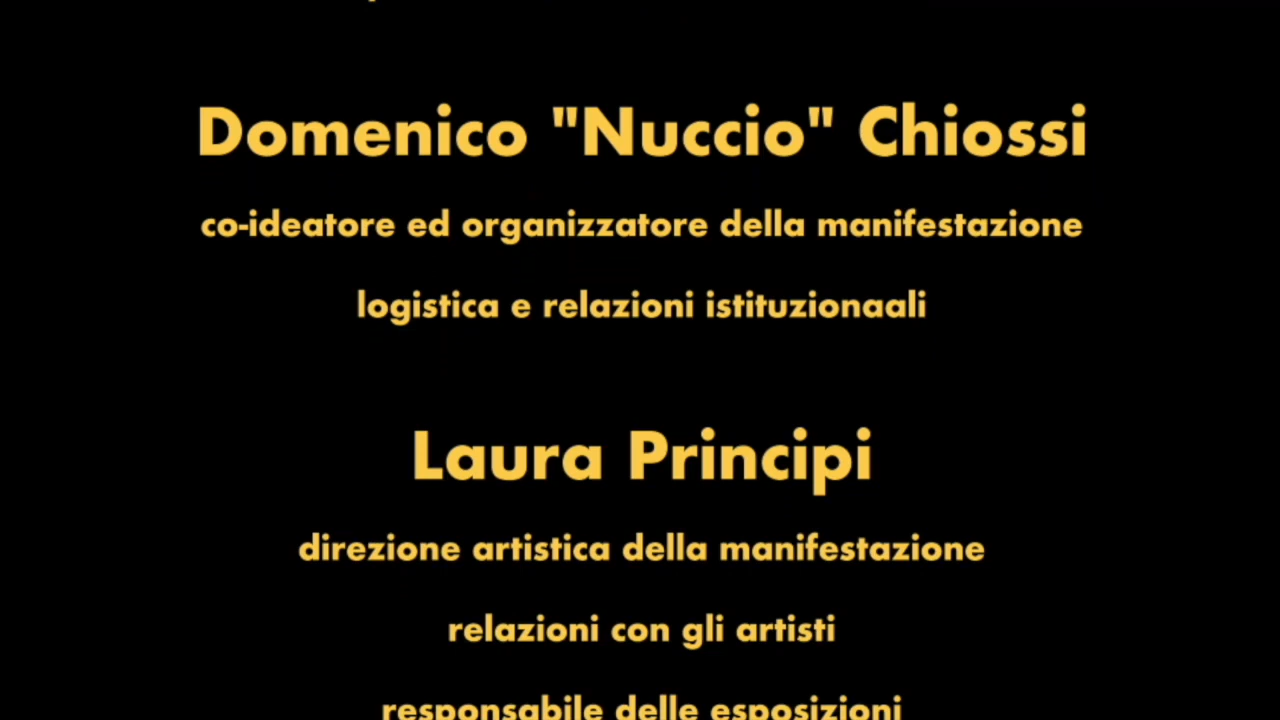 Domenico "Nuccio" Chiossi
co-ideatore ed organizzatore della manifestazione
logistica e relazioni istituzionaali
Laura Principi
direzione artistica della manifestazione
relazioni con gli artisti
responsabile delle esposizioni